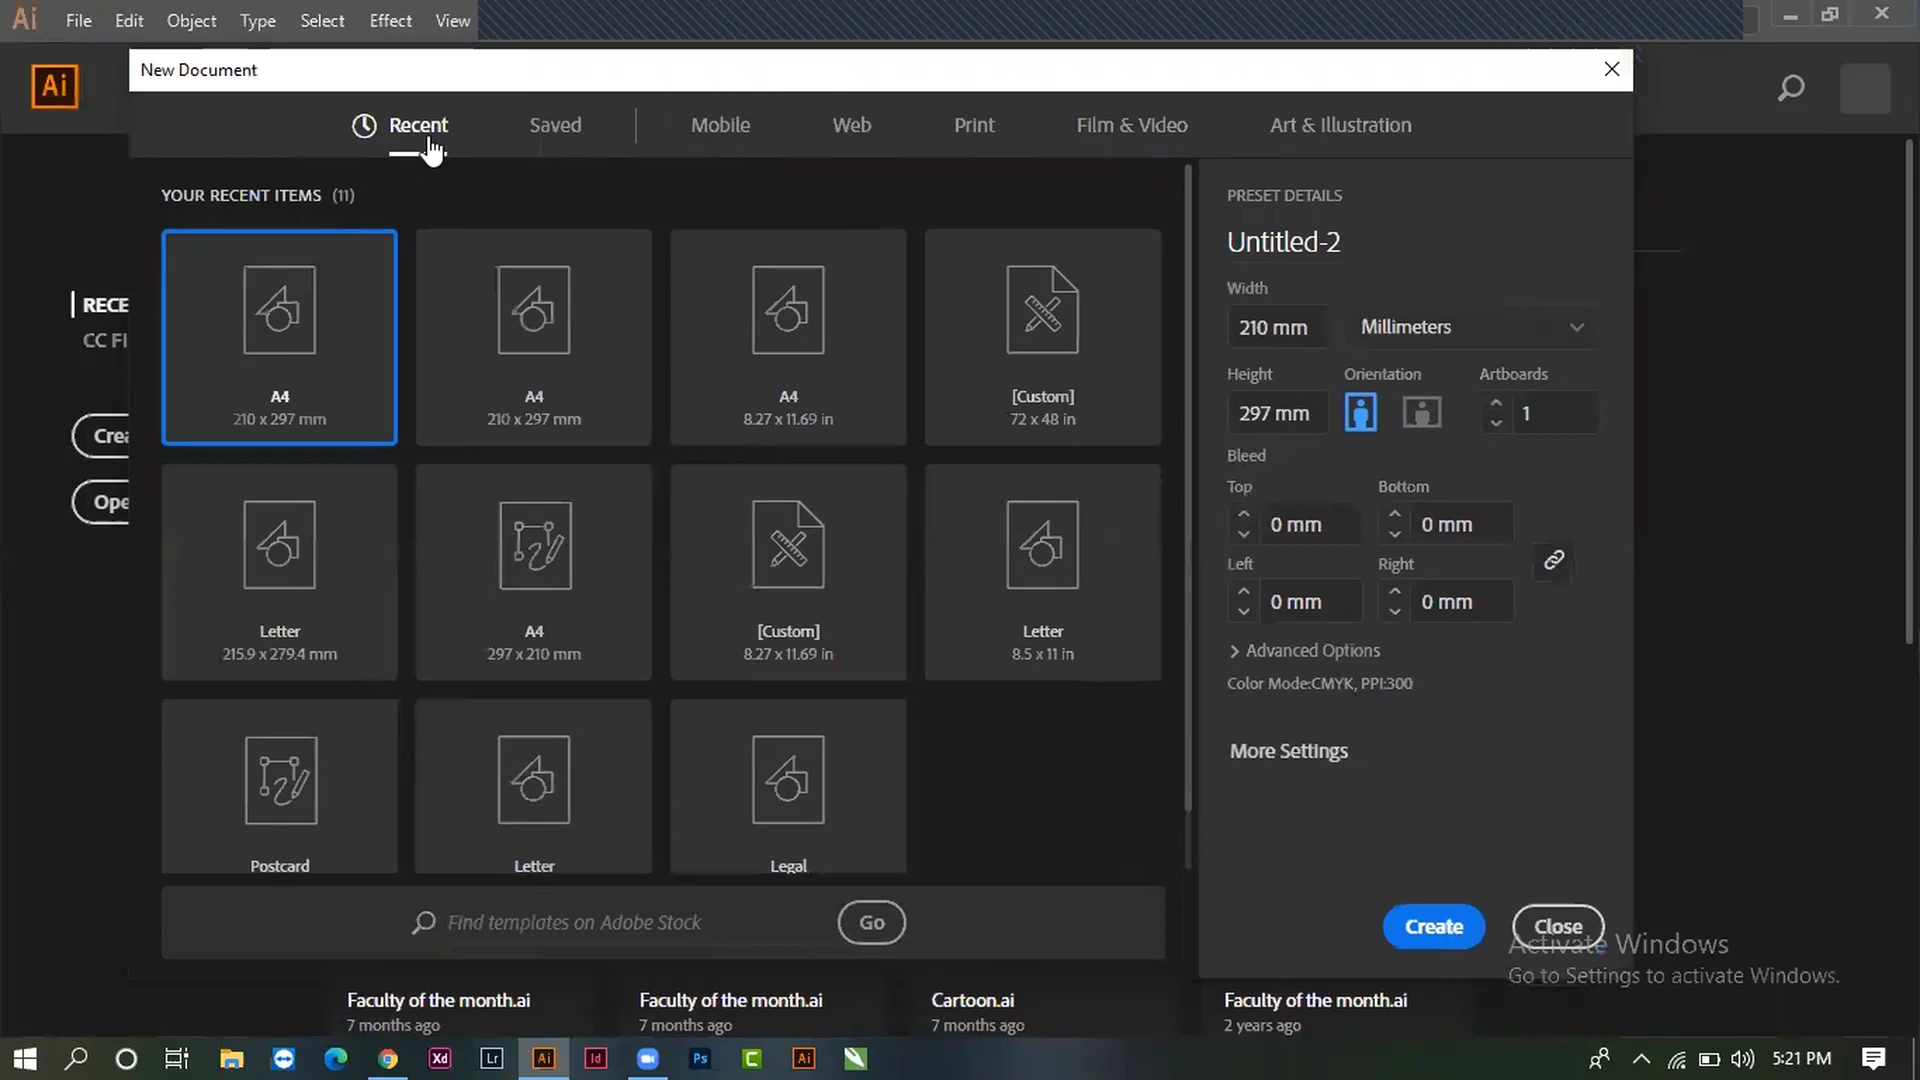 Ai File Edit Object Type Select Effect View
New Document
Ai
Recent Saved Mobile Web Print Film & Video Art & Illustration
YOUR RECENT ITEMS (11)
PRESET DETAILS
Untitled-2
Width
210 mm Millimeters
Height Orientation Artboards
297 mm 1
Bleed
Top Bottom
0 mm 0 mm
Left Right
0 mm 0 mm
Advanced Options
Color Mode:CMYK, PPI:300
More Settings
A4 A4 A4 [Custom]
210 x 297 mm 210 x 297 mm 8.27 x 11.69 in 72 x 48 in
Letter A4 [Custom] Letter
215.9 x 279.4 mm 297 x 210 mm 8.27 x 11.69 in 8.5 x 11 in
Postcard Letter Legal
RECE
CC FI
Crea
Ope
Find templates on Adobe Stock Go
Create Close
Activate Windows
Go to Settings to activate Windows.
Faculty of the month.ai Faculty of the month.ai Cartoon.ai Faculty of the month.ai
7 months ago 7 months ago 7 months ago 2 years ago
Xd Lr Ai Id Ps C Ai 5:21 PM